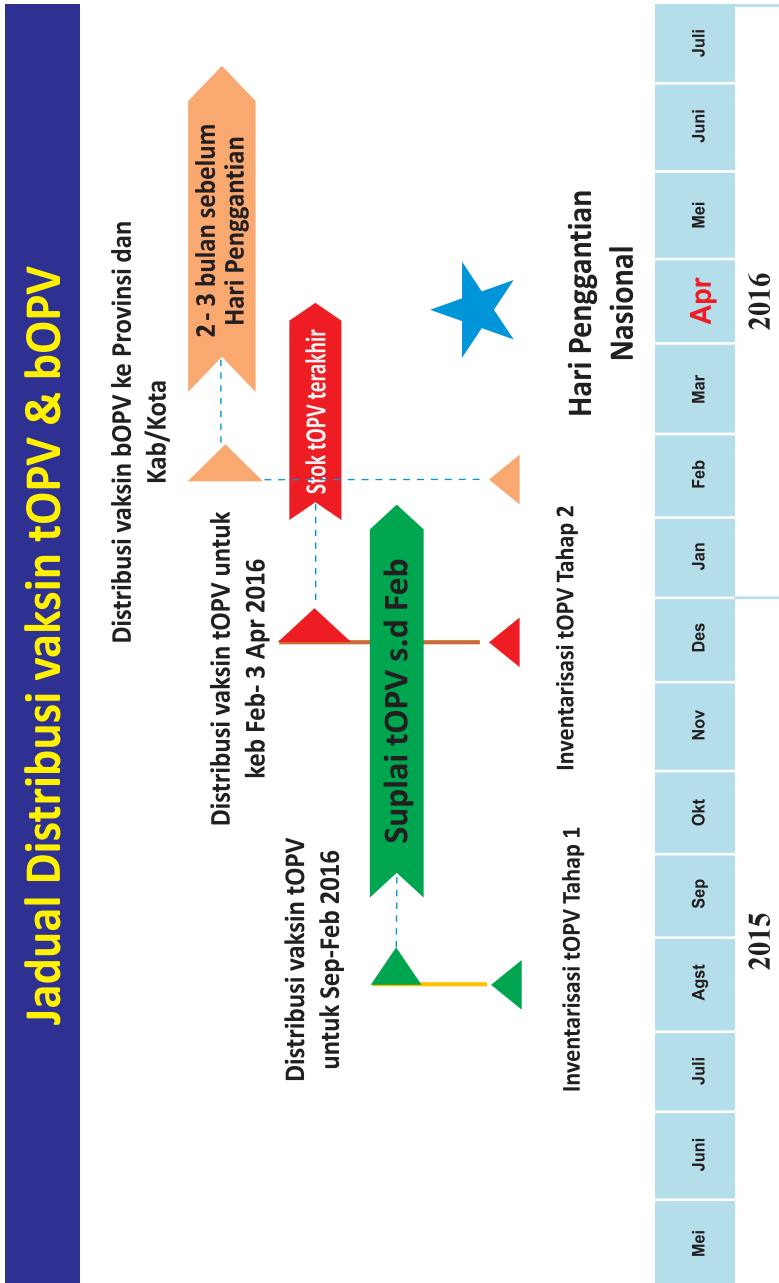 Jadual Distribusi vaksin tOPV & bOPV
Distribusi vaksin bOPV ke Provinsi dan
Kab/Kota
2 - 3 bulan sebelum
Hari Penggantian
Distribusi vaksin tOPV untuk
keb Feb- 3 Apr 2016
Stok tOPV terakhir
Distribusi vaksin tOPV
untuk Sep-Feb 2016
Suplai tOPV s.d Feb
Inventarisasi tOPV Tahap 1
Inventarisasi tOPV Tahap 2
Hari Penggantian
Nasional
Mei
Juni
Juli
Agst
Sep
Okt
Nov
Des
Jan
Feb
Mar
Apr
Mei
Juni
Juli
2015
2016